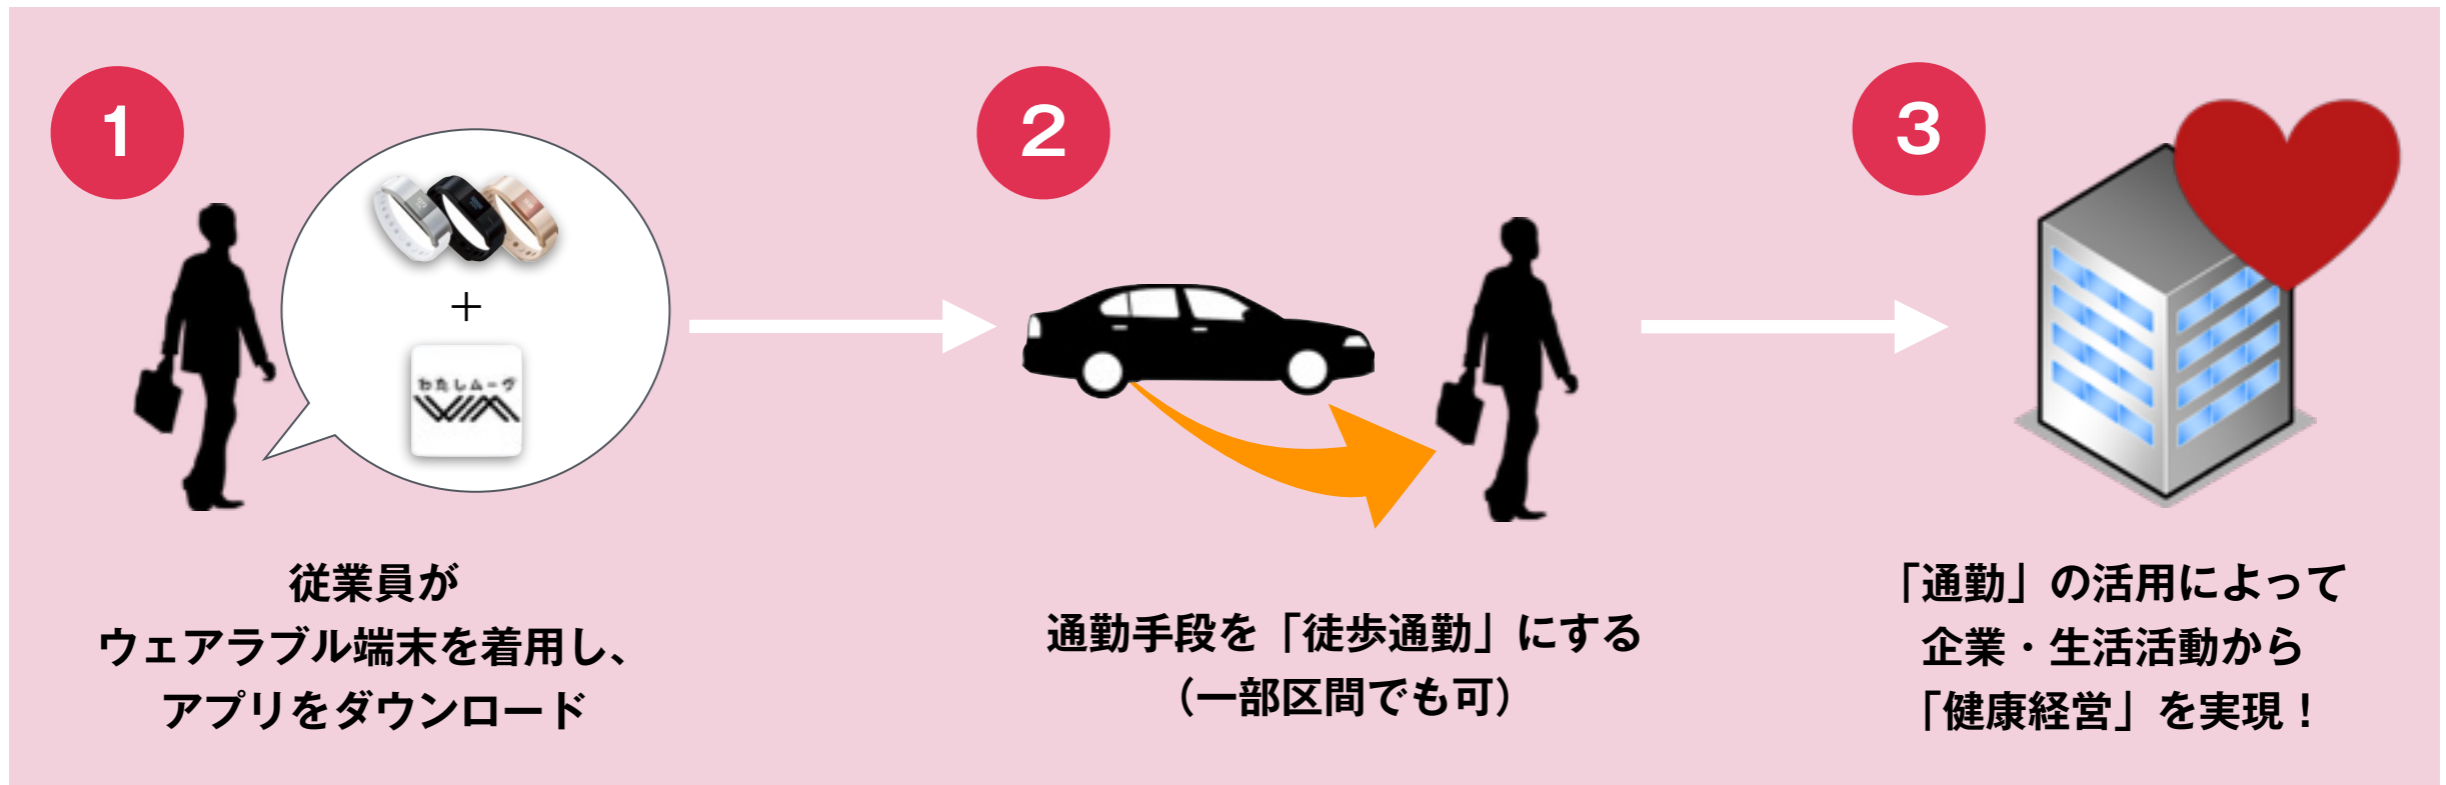 1
従業員が
ウェアラブル端末を着用し、
アプリをダウンロード
+
わたしムーヴ
2
通勤手段を「徒歩通勤」にする
（一部区間でも可）
3
「通勤」の活用によって
企業・生活活動から
「健康経営」を実現！